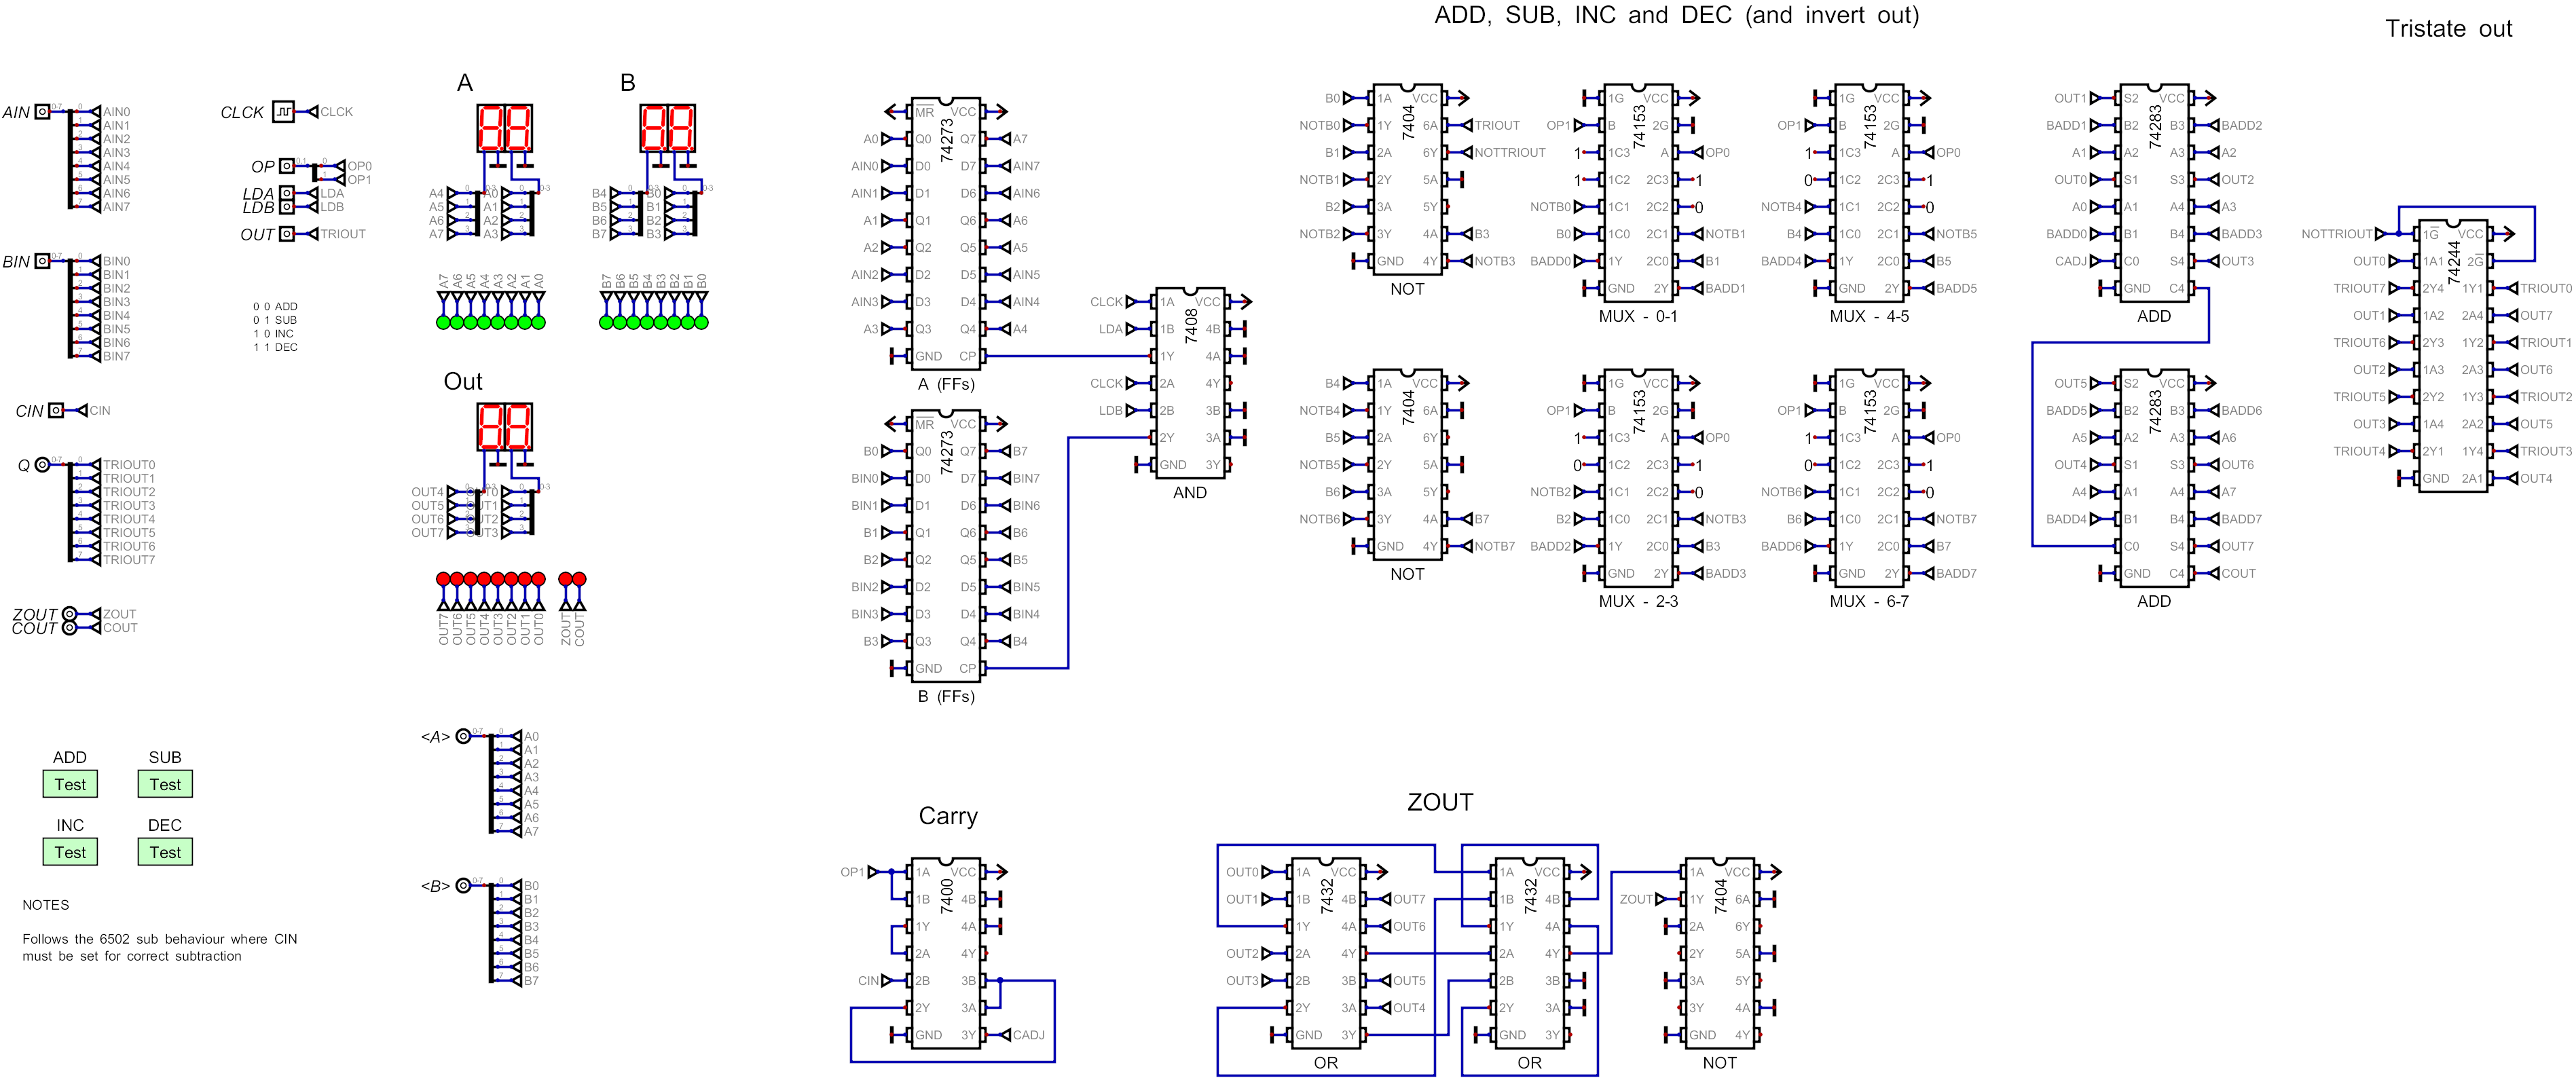 ADD, SUB, INC and DEC (and invert out)
Tristate out
A
B
AIN
0-7
AIN0
AIN1
AIN2
AIN3
AIN4
AIN5
AIN6
AIN7
CLCK
CLCK
OP
OP0
OP1
LDA
LDA
LDB
LDB
OUT
TRIOUT
BIN
0-7
BIN0
BIN1
BIN2
BIN3
BIN4
BIN5
BIN6
BIN7
0 0 ADD
0 1 SUB
1 0 INC
1 1 DEC
CIN
CIN
Q
0-7
TRIOUT0
TRIOUT1
TRIOUT2
TRIOUT3
TRIOUT4
TRIOUT5
TRIOUT6
TRIOUT7
ZOUT
ZOUT
COUT
COUT
A4
A5
A6
A7
A0
A1
A2
A3
B4
B5
B6
B7
B0
B1
B2
B3
A7 A6 A5 A4 A3 A2 A1 A0
B7 B6 B5 B4 B3 B2 B1 B0
Out
OUT4
OUT5
OUT6
OUT7
OUT0
OUT1
OUT2
OUT3
OUT7 OUT6 OUT5 OUT4 OUT3 OUT2 OUT1 OUT0 ZOUT COUT
ADD
Test
SUB
Test
INC
Test
DEC
Test
NOTES
Follows the 6502 sub behaviour where CIN
must be set for correct subtraction
<A>
0-7
A0
A1
A2
A3
A4
A5
A6
A7
<B>
0-7
B0
B1
B2
B3
B4
B5
B6
B7
74273
MR VCC
A0 Q0 Q7 A7
AIN0 D0 D7 AIN7
AIN1 D1 D6 AIN6
A1 Q1 Q6 A6
A2 Q2 Q5 A5
AIN2 D2 D5 AIN5
AIN3 D3 D4 AIN4
A3 Q3 Q4 A4
GND CP
A (FFs)
74273
MR VCC
B0 Q0 Q7 B7
BIN0 D0 D7 BIN7
BIN1 D1 D6 BIN6
B1 Q1 Q6 B6
B2 Q2 Q5 B5
BIN2 D2 D5 BIN5
BIN3 D3 D4 BIN4
B3 Q3 Q4 B4
GND CP
B (FFs)
7408
CLCK 1A VCC
LDA 1B 4B
1Y 4A
CLCK 2A 4Y
LDB 2B 3B
2Y 3A
GND 3Y
AND
7404
B0 1A VCC
NOTB0 1Y 6A TRIOUT
B1 2A 6Y NOTTRIOUT
NOTB1 2Y 5A
B2 3A 5Y
NOTB2 3Y 4A B3
GND 4Y NOTB3
NOT
7404
B4 1A VCC
NOTB4 1Y 6A
B5 2A 6Y
NOTB5 2Y 5A
B6 3A 5Y
NOTB6 3Y 4A B7
GND 4Y NOTB7
NOT
74153
1G VCC
OP1 B 2G
1 1C3 A OP0
1 1C2 2C3 1
NOTB0 1C1 2C2 0
B0 1C0 2C1 NOTB1
BADD0 1Y 2C0 B1
GND 2Y BADD1
MUX - 0-1
74153
1G VCC
OP1 B 2G
1 1C3 A OP0
0 1C2 2C3 1
NOTB4 1C1 2C2 0
B4 1C0 2C1 NOTB5
BADD4 1Y 2C0 B5
GND 2Y BADD5
MUX - 4-5
74153
1G VCC
OP1 B 2G
1 1C3 A OP0
0 1C2 2C3 1
NOTB2 1C1 2C2 0
B2 1C0 2C1 NOTB3
BADD2 1Y 2C0 B3
GND 2Y BADD3
MUX - 2-3
74153
1G VCC
OP1 B 2G
1 1C3 A OP0
0 1C2 2C3 1
NOTB6 1C1 2C2 0
B6 1C0 2C1 NOTB7
BADD6 1Y 2C0 B7
GND 2Y BADD7
MUX - 6-7
74283
OUT1 S2 VCC
BADD1 B2 B3 BADD2
A1 A2 A3 A2
OUT0 S1 S3 OUT2
A0 A1 A4 A3
BADD0 B1 B4 BADD3
CADJ C0 S4 OUT3
GND C4
ADD
74283
OUT5 S2 VCC
BADD5 B2 B3 BADD6
A5 A2 A3 A6
OUT4 S1 S3 OUT6
A4 A1 A4 A7
BADD4 B1 B4 BADD7
C0 S4 OUT7
GND C4 COUT
ADD
74244
NOTTRIOUT 1G VCC
OUT0 1A1 2G
TRIOUT7 2Y4 1Y1 TRIOUT0
OUT1 1A2 2A4 OUT7
TRIOUT6 2Y3 1Y2 TRIOUT1
OUT2 1A3 2A3 OUT6
TRIOUT5 2Y2 1Y3 TRIOUT2
OUT3 1A4 2A2 OUT5
TRIOUT4 2Y1 1Y4 TRIOUT3
GND 2A1 OUT4
Carry
7400
OP1 1A VCC
1B 4B
1Y 4A
2A 4Y
CIN 2B 3B
2Y 3A
GND 3Y CADJ
ZOUT
7432
OUT0 1A VCC
OUT1 1B 4B OUT7
1Y 4A OUT6
OUT2 2A 4Y
OUT3 2B 3B OUT5
2Y 3A OUT4
GND 3Y
OR
7432
1A VCC
1B 4B
1Y 4A
2A 4Y
2B 3B
2Y 3A
GND 3Y
OR
7404
1A VCC
ZOUT 1Y 6A
2A 6Y
2Y 5A
3A 5Y
3Y 4A
GND 4Y
NOT